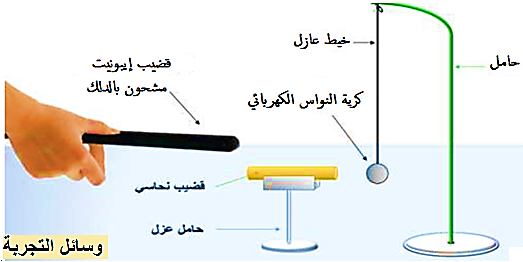 خيط عازل
حامل
قضيب إيبونيت
مشحون بالدلك
كرية النواس الكهربائي
قضيب نحاسي
حامل عزل
وسائل التجربة